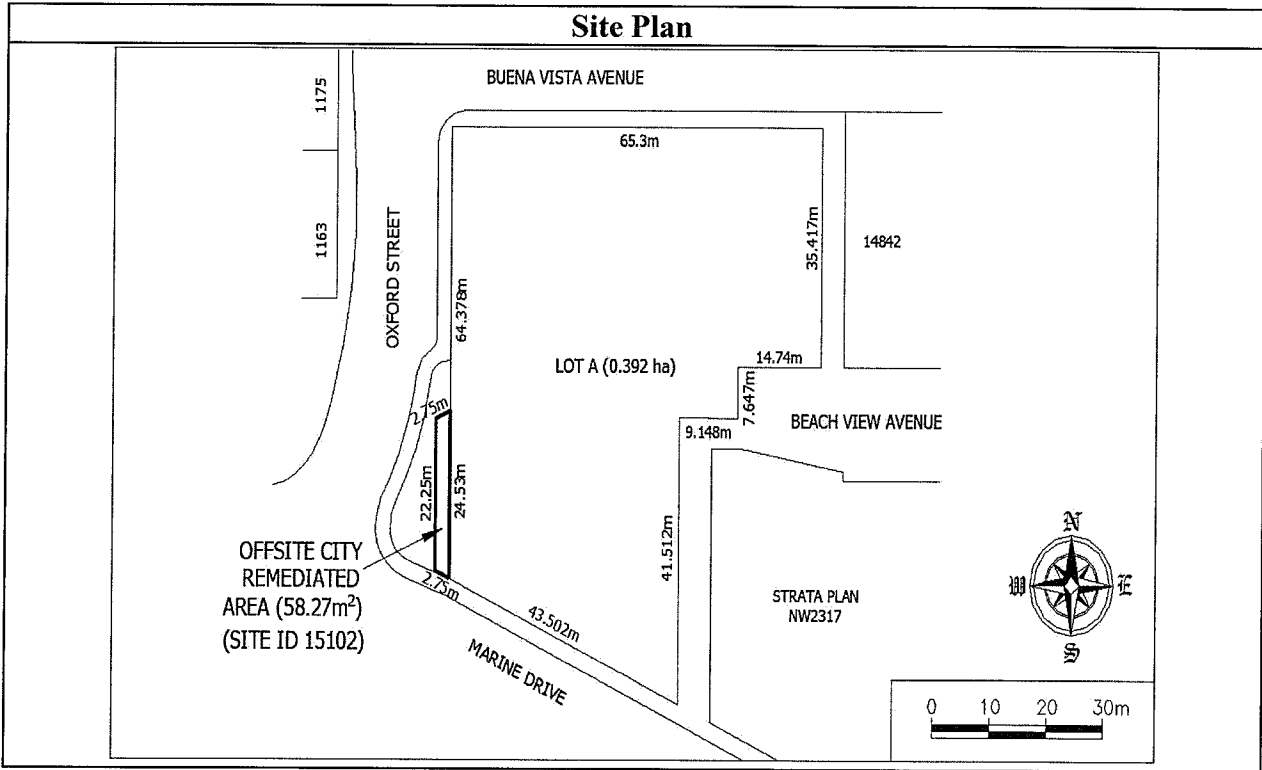 Site Plan
BUENA VISTA AVENUE
1175
65.3m
1163
OXFORD STREET
64.378m
35.417m
14842
LOT A (0.392 ha)
14.74m
7.647m
2.75m
9.148m
BEACH VIEW AVENUE
22.25m
24.53m
OFFSITE CITY
REMEDIATED
AREA (58.27m²)
(SITE ID 15102)
2.75m
43.502m
41.512m
MARINE DRIVE
STRATA PLAN
NW2317
N
W
E
S
0 10 20 30m